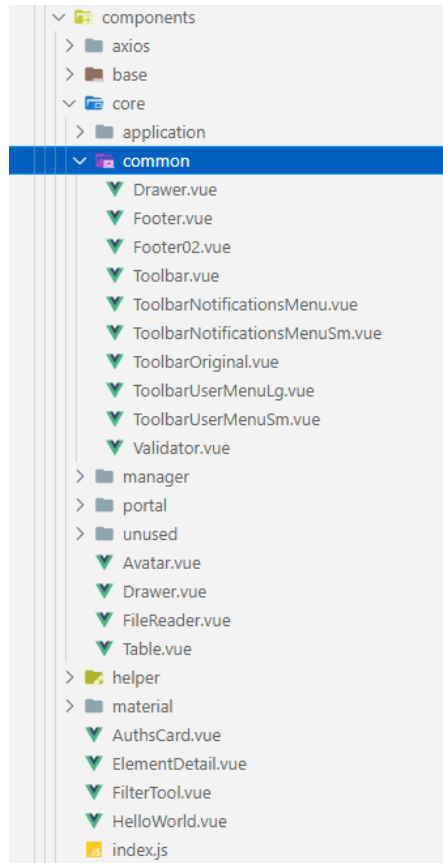 components
axios
base
core
application
common
Drawer.vue
Footer.vue
Footer02.vue
Toolbar.vue
ToolbarNotificationsMenu.vue
ToolbarNotificationsMenuSm.vue
ToolbarOriginal.vue
ToolbarUserMenuLg.vue
ToolbarUserMenuSm.vue
Validator.vue
manager
portal
unused
Avatar.vue
Drawer.vue
FileReader.vue
Table.vue
helper
material
AuthsCard.vue
ElementDetail.vue
FilterTool.vue
HelloWorld.vue
JS index.js